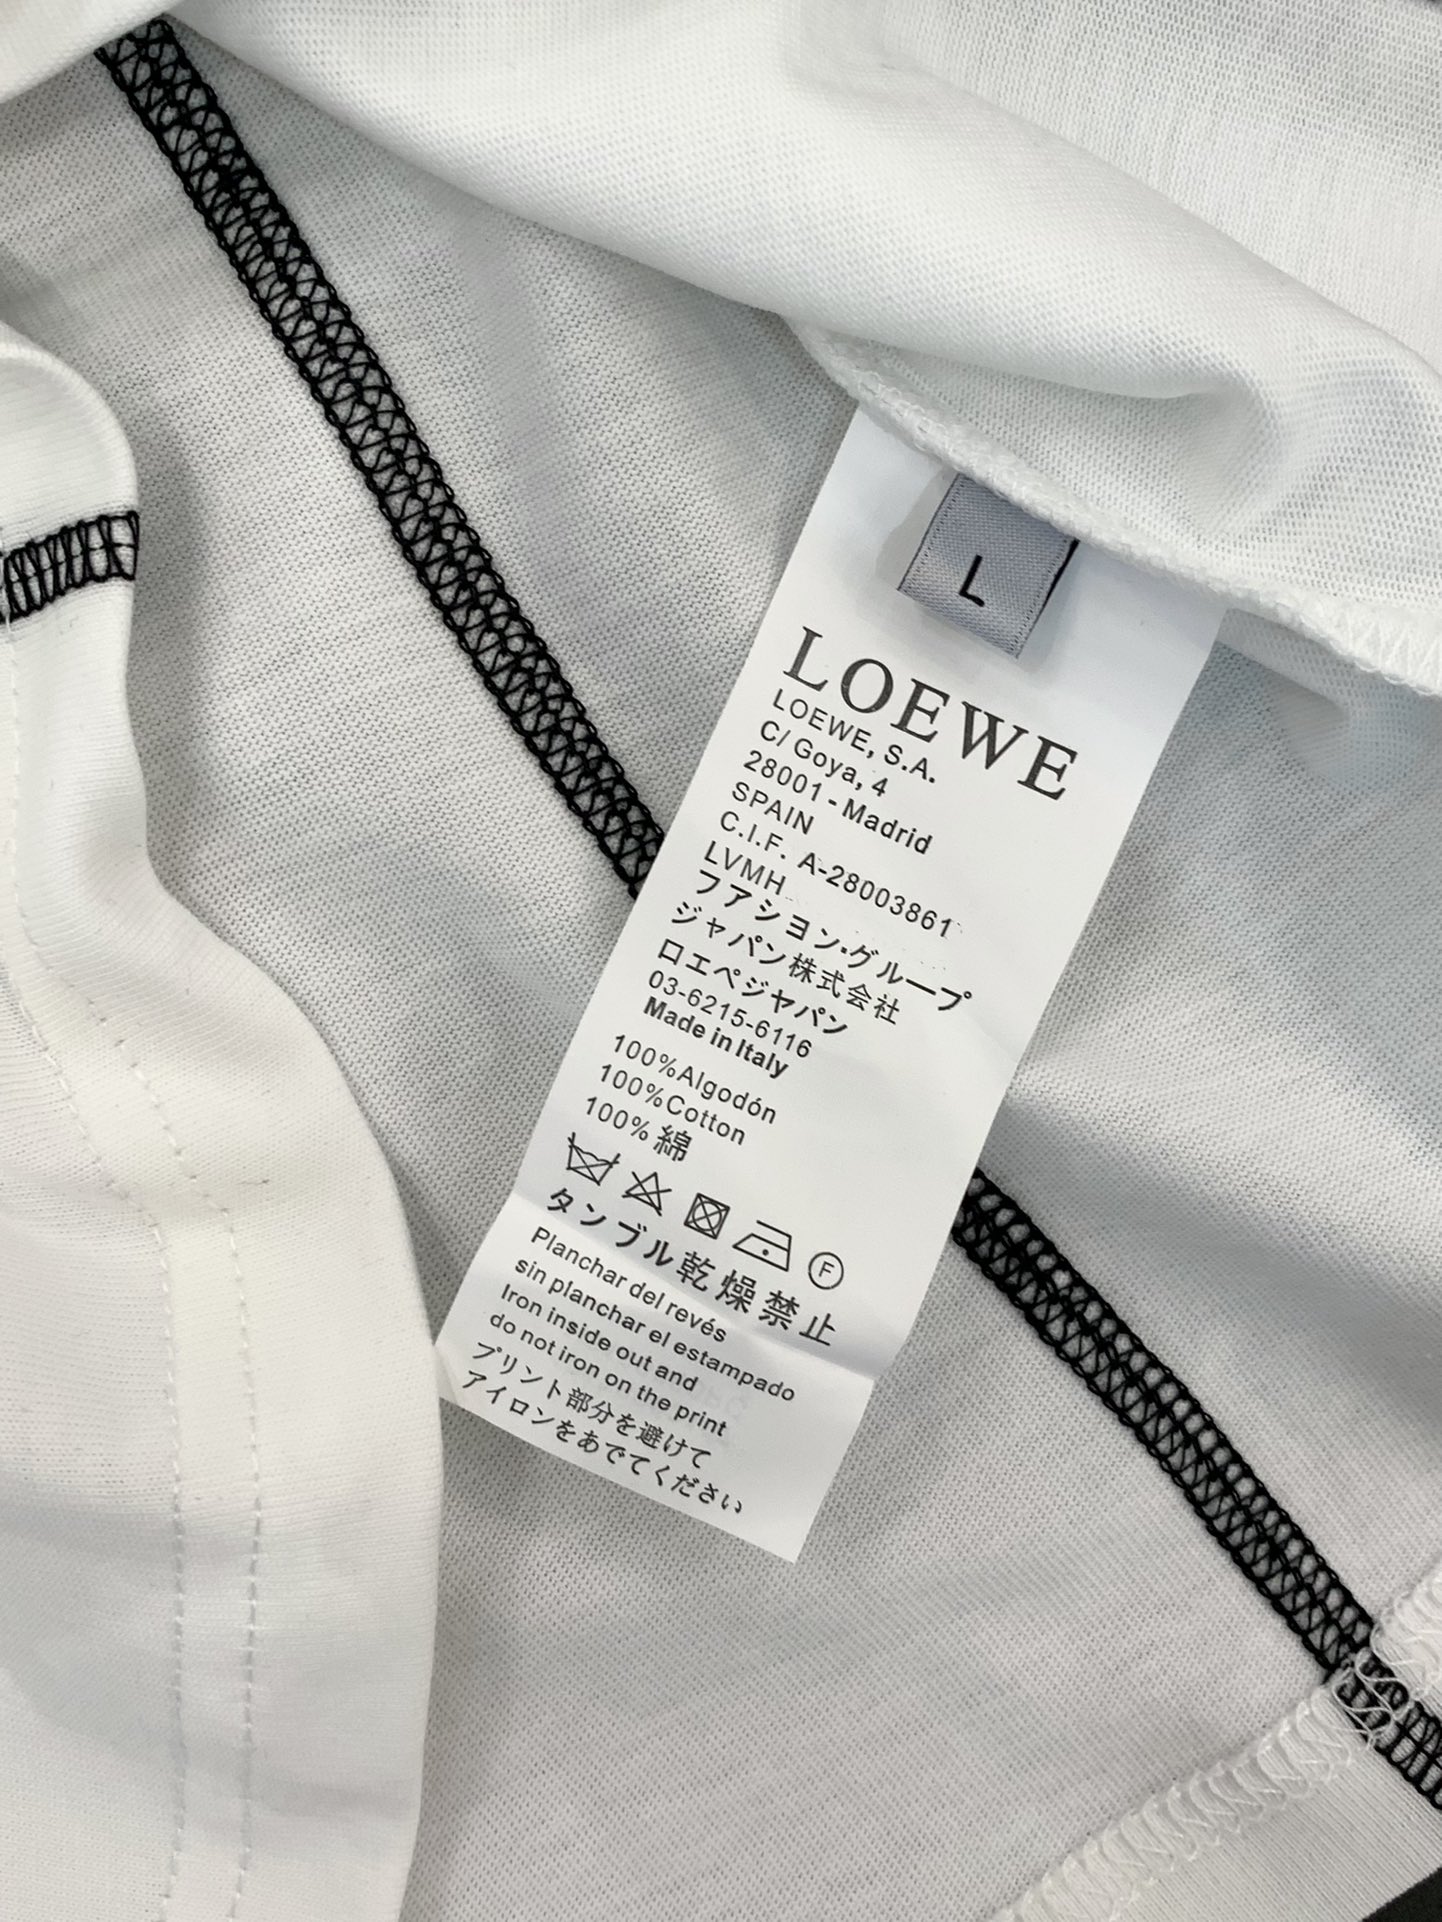 L
LOEWE
LOEWE, S.A.
C/ Goya, 4
28001 - Madrid
SPAIN
C.I.F. A-28003861
LVMH
ファション・グループ
ジャパン株式会社
ロエベジャパン
03-6215-6116
Made in Italy
100%Algodón
100%Cotton
100%綿
F
タンブル乾燥禁止
Planchar del revés
sin planchar el estampado
Iron inside out and
do not iron on the print
プリント部分を避けて
アイロンをあでてください